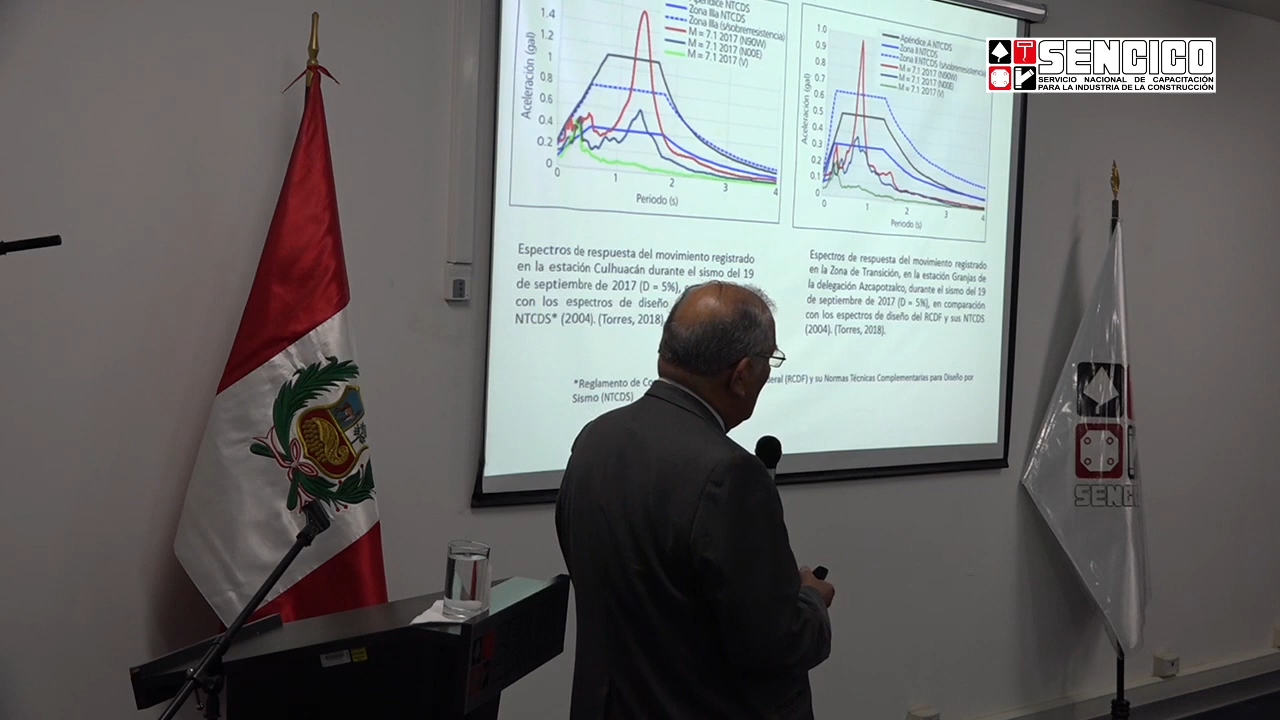 Apéndice NTCDS
Zona IIIa NTCDS
Zona IIIa (s/sobrerresistencia)
M = 7.1 2017 (N90W)
M = 7.1 2017 (N00E)
M = 7.1 2017 (V)
Aceleración (gal)
1.4
1.2
1
0.8
0.6
0.4
0.2
0
0 1 2 3 4
Periodo (s)
Apéndice A NTCDS
Zona II NTCDS
Zona II NTCDS (s/sobrerresistencia)
M = 7.1 2017 (N90W)
M = 7.1 2017 (N00E)
M = 7.1 2017 (V)
Aceleración (gal)
1.0
0.9
0.8
0.7
0.6
0.5
0.4
0.3
0.2
0.1
0
0 1 2 3 4
Periodo (s)
Espectros de respuesta del movimiento registrado
en la estación Culhuacán durante el sismo del 19
de septiembre de 2017 (D = 5%),
con los espectros de diseño
NTCDS* (2004). (Torres, 2018)
Espectros de respuesta del movimiento registrado
en la Zona de Transición, en la estación Granjas de
la delegación Azcapotzalco, durante el sismo del 19
de septiembre de 2017 (D = 5%), en comparación
con los espectros de diseño del RCDF y sus NTCDS
(2004). (Torres, 2018).
*Reglamento de Co eral (RCDF) y su Normas Técnicas Complementarias para Diseño por
Sismo (NTCDS)
SENCICO
SERVICIO NACIONAL DE CAPACITACIÓN
PARA LA INDUSTRIA DE LA CONSTRUCCIÓN
SENCIC